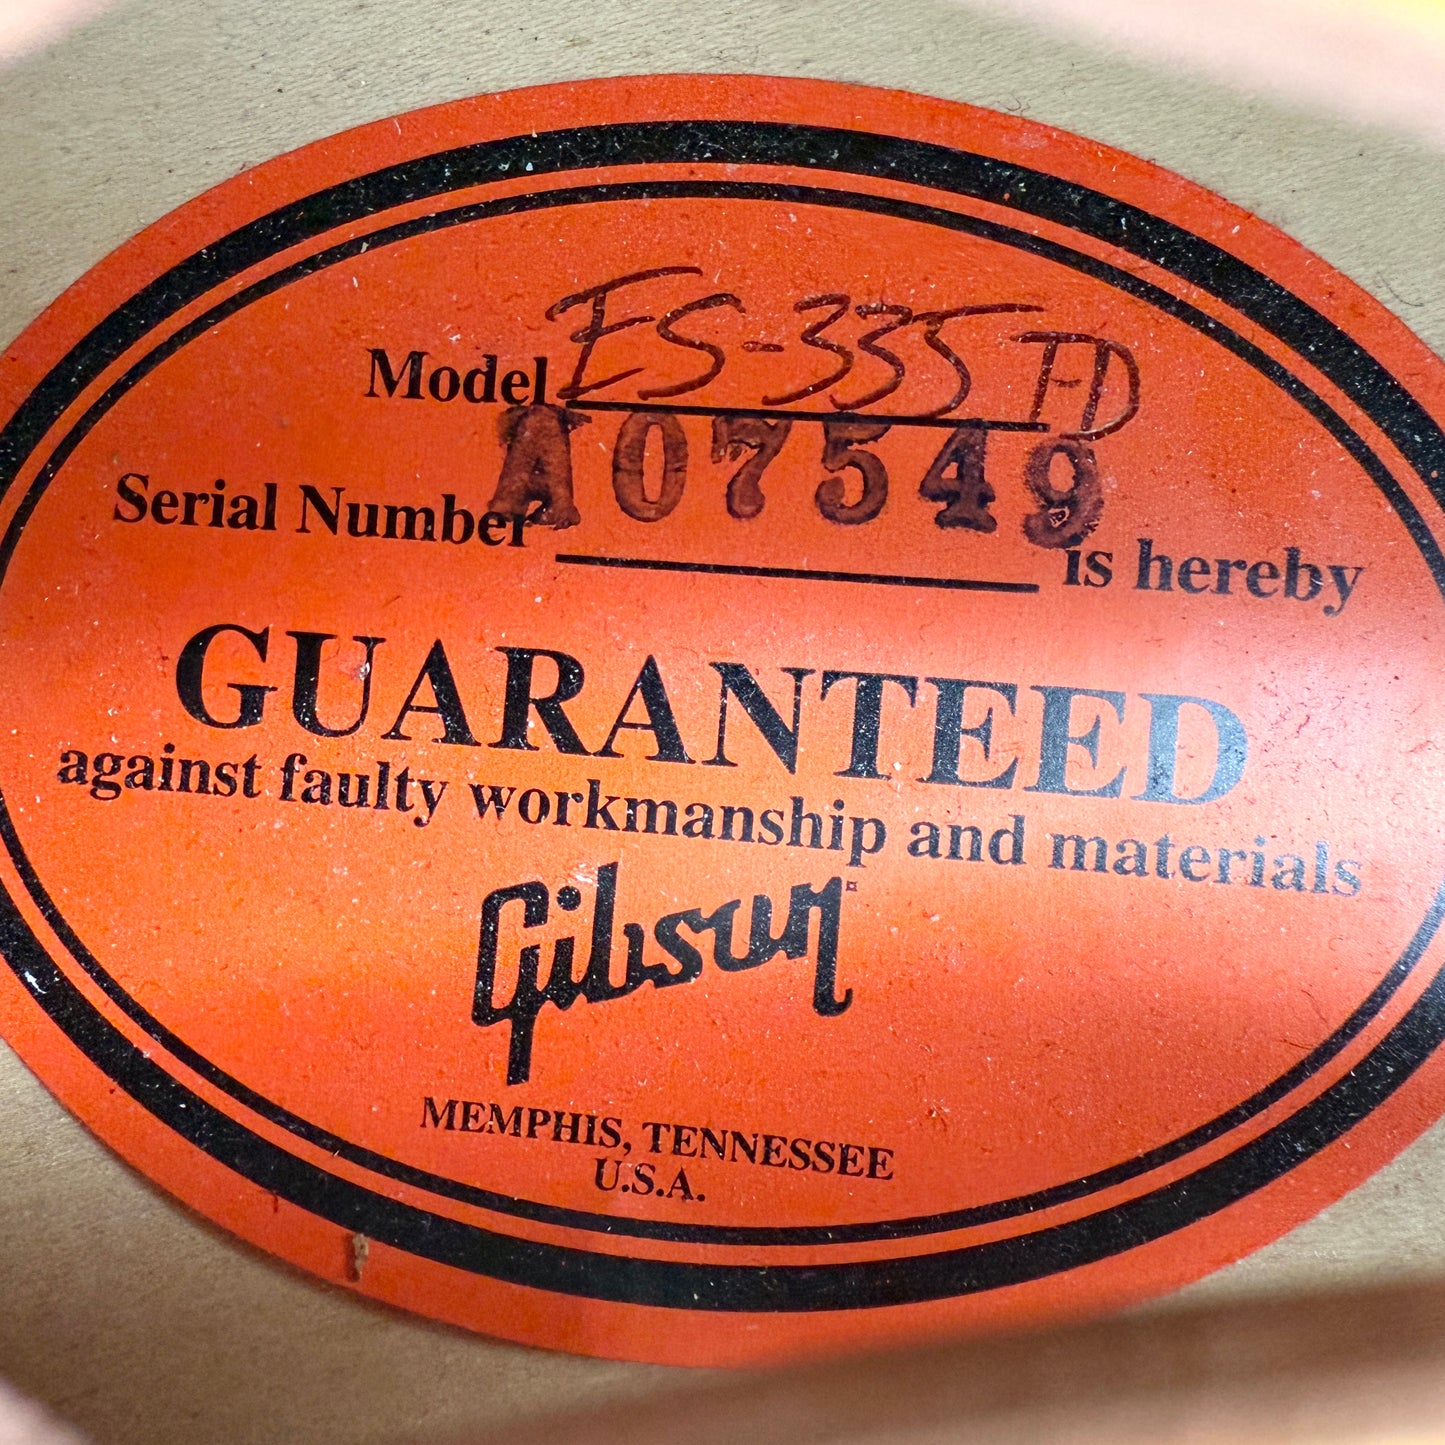 Model ES-335 TD
Serial Number A07549 is hereby
GUARANTEED
against faulty workmanship and materials
Gibson
MEMPHIS, TENNESSEE
U.S.A.